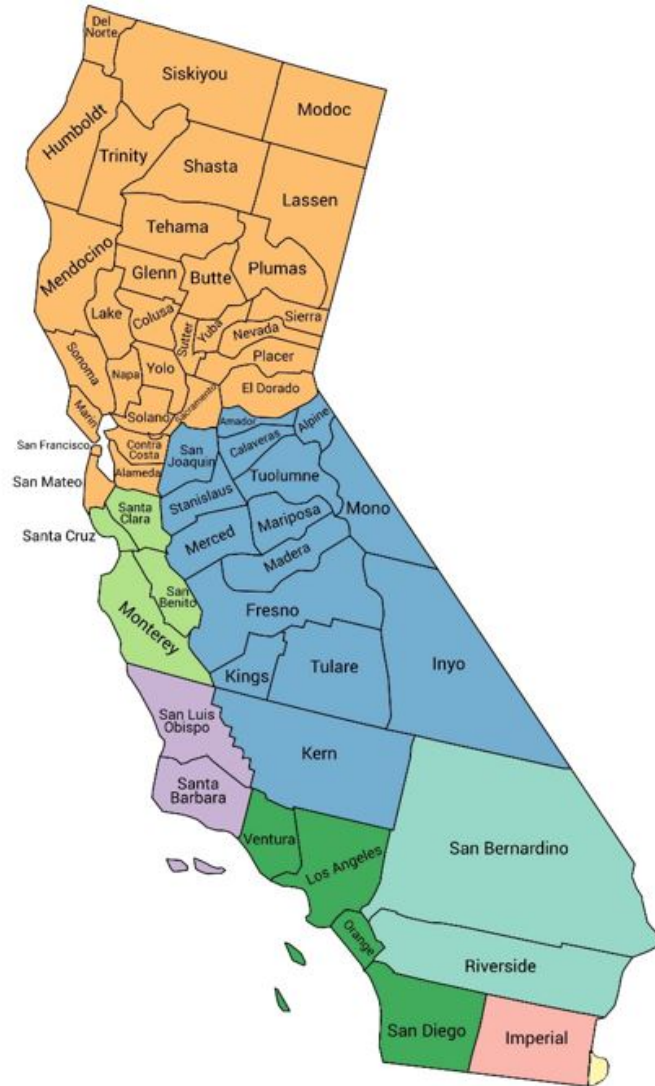 Del
Norte
Siskiyou
Modoc
Humboldt
Trinity
Shasta
Lassen
Tehama
Mendocino
Glenn
Butte
Plumas
Lake
Colusa
Sutter
Yuba
Sierra
Nevada
Placer
Sonoma
Napa
Yolo
El Dorado
Sacramento
Marin
Solano
Amador
Alpine
San Francisco
Contra
Costa
San
Joaquin
Calaveras
San Mateo
Alameda
Tuolumne
Stanislaus
Mono
Santa
Clara
Mariposa
Santa Cruz
Merced
Madera
San
Benito
Fresno
Monterey
Inyo
Kings
Tulare
San Luis
Obispo
Kern
Santa
Barbara
Ventura
Los Angeles
San Bernardino
Orange
Riverside
San Diego
Imperial